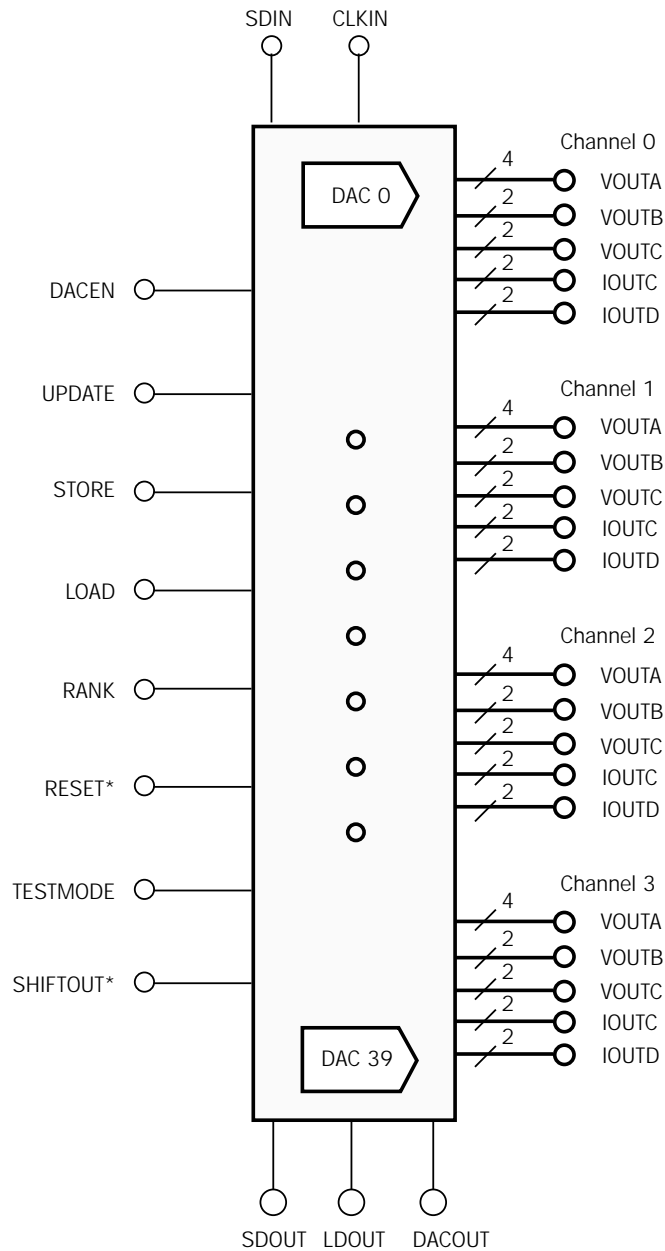 SDIN CLKIN
DAC 0
DACEN
UPDATE
STORE
LOAD
RANK
RESET*
TESTMODE
SHIFTOUT*
Channel 0
4 VOUTA
2 VOUTB
2 VOUTC
2 IOUTC
2 IOUTD
Channel 1
4 VOUTA
2 VOUTB
2 VOUTC
2 IOUTC
2 IOUTD
Channel 2
4 VOUTA
2 VOUTB
2 VOUTC
2 IOUTC
2 IOUTD
Channel 3
4 VOUTA
2 VOUTB
2 VOUTC
2 IOUTC
2 IOUTD
DAC 39
SDOUT LDOUT DACOUT